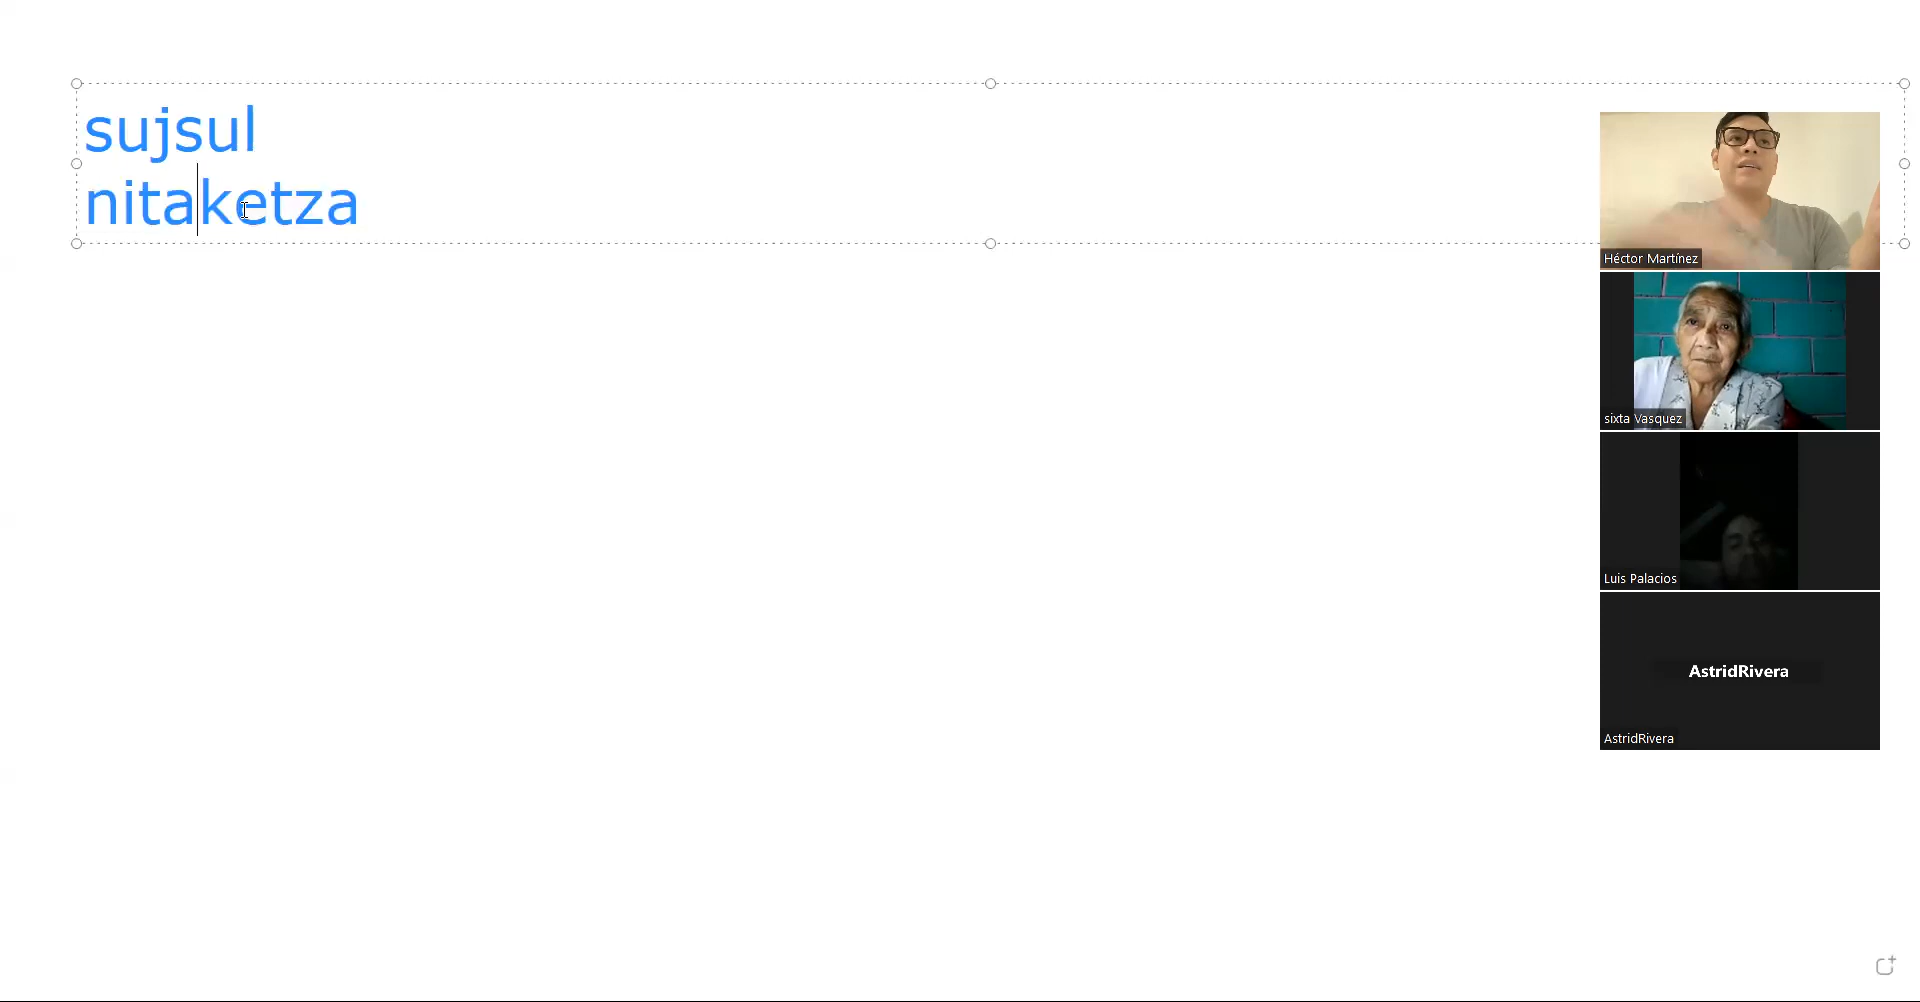 sujsul
nitaketza
Héctor Martínez
sixta Vasquez
Luis Palacios
AstridRivera
AstridRivera